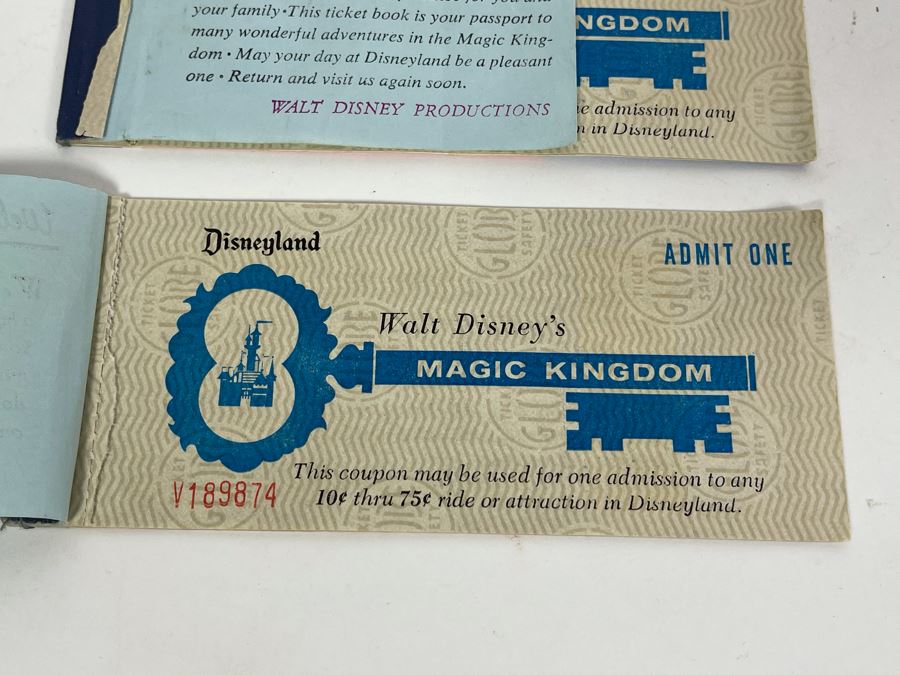 your family•This ticket book is your passport to
many wonderful adventures in the Magic King-
dom • May your day at Disneyland be a pleasant
one • Return and visit us again soon.
WALT DISNEY PRODUCTIONS
NGDOM
admission to any
in Disneyland.
Disneyland
ADMIT ONE
Walt Disney's
MAGIC KINGDOM
This coupon may be used for one admission to any
10¢ thru 75¢ ride or attraction in Disneyland.
V189874
GLOBE
TICKET
SAFETY